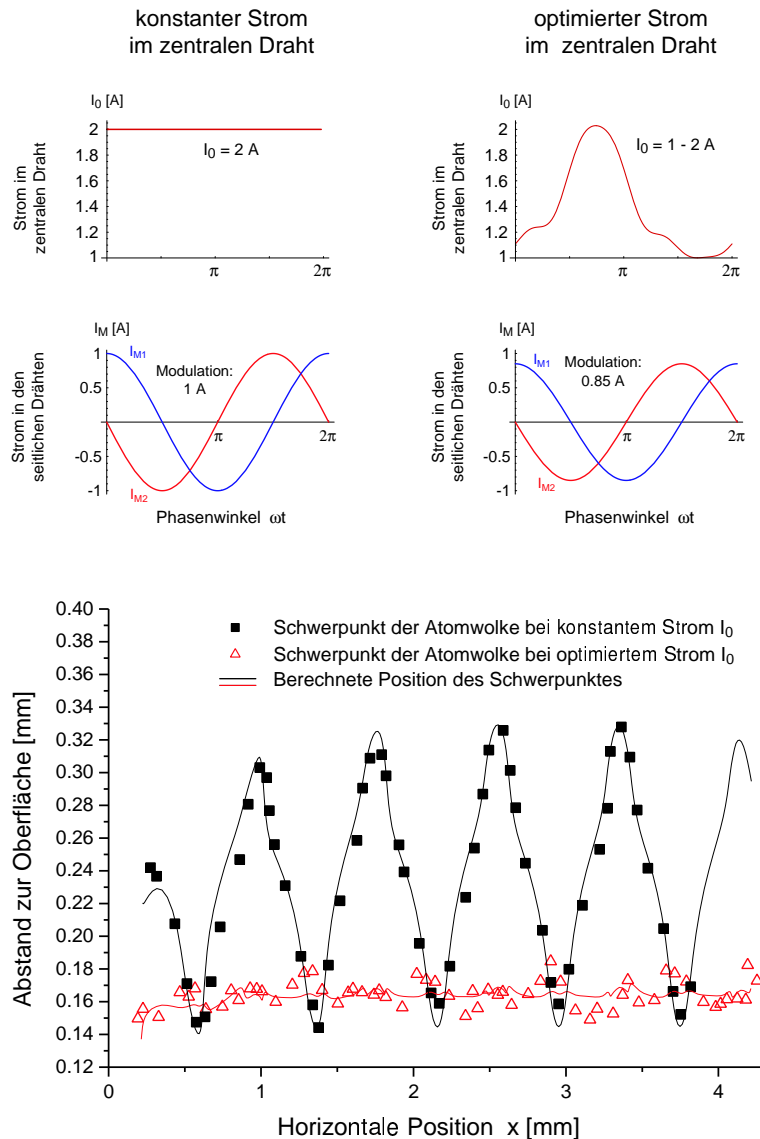 konstanter Strom
im zentralen Draht
optimierter Strom
im zentralen Draht
I0 [A]
2
1.8
1.6
1.4
1.2
1
I0 = 2 A
π
2π
Strom im
zentralen Draht
I0 [A]
2
1.8
1.6
1.4
1.2
1
I0 = 1 - 2 A
π
2π
Strom im
zentralen Draht
IM [A]
1
0.5
-0.5
-1
IM1
Modulation:
1 A
IM2
π
2π
Strom in den
seitlichen Drähten
Phasenwinkel ωt
IM [A]
1
0.5
-0.5
-1
IM1
Modulation:
0.85 A
IM2
π
2π
Strom in den
seitlichen Drähten
Phasenwinkel ωt
0.40
0.38
0.36
0.34
0.32
0.30
0.28
0.26
0.24
0.22
0.20
0.18
0.16
0.14
0.12
Schwerpunkt der Atomwolke bei konstantem Strom I0
Schwerpunkt der Atomwolke bei optimiertem Strom I0
Berechnete Position des Schwerpunktes
Abstand zur Oberfläche [mm]
0
1
2
3
4
Horizontale Position x [mm]